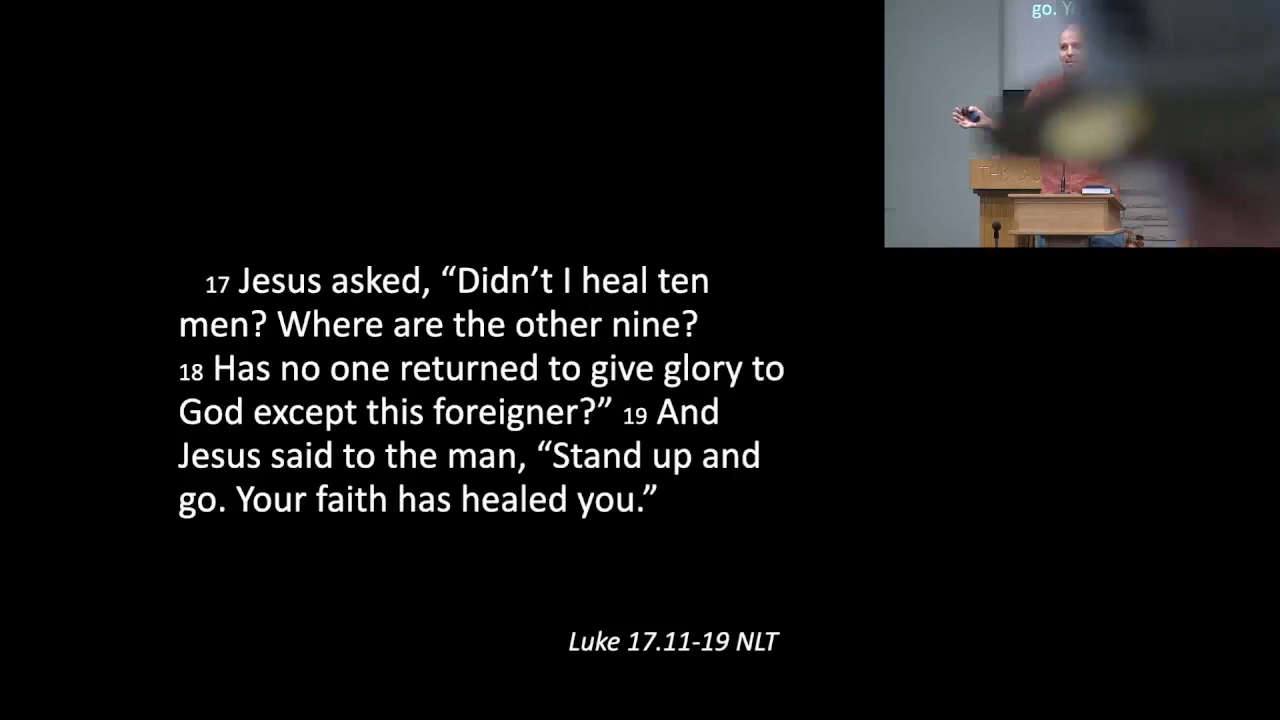 go. Y
17 Jesus asked, “Didn’t I heal ten
men? Where are the other nine?
18 Has no one returned to give glory to
God except this foreigner?” 19 And
Jesus said to the man, “Stand up and
go. Your faith has healed you.”
Luke 17.11-19 NLT